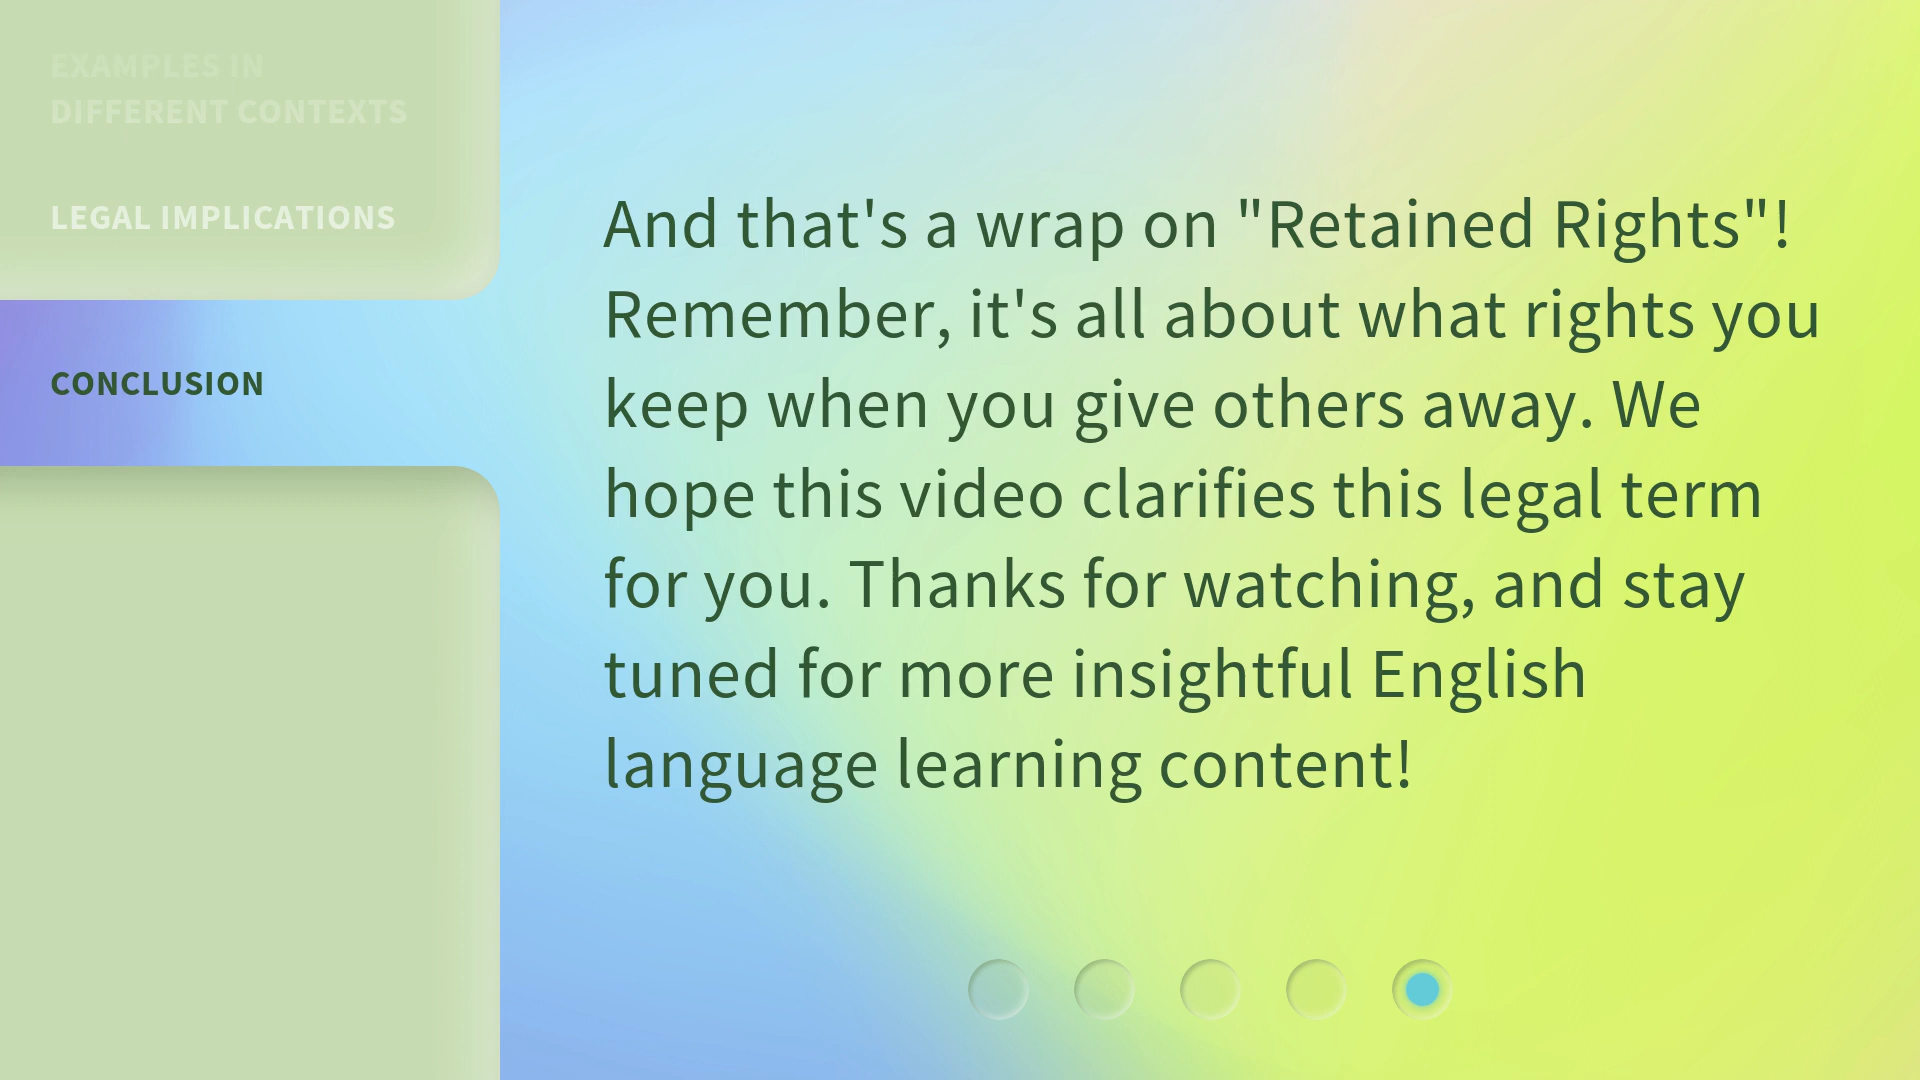 EXAMPLES IN
DIFFERENT CONTEXTS
LEGAL IMPLICATIONS
CONCLUSION
And that's a wrap on "Retained Rights"!
Remember, it's all about what rights you
keep when you give others away. We
hope this video clarifies this legal term
for you. Thanks for watching, and stay
tuned for more insightful English
language learning content!